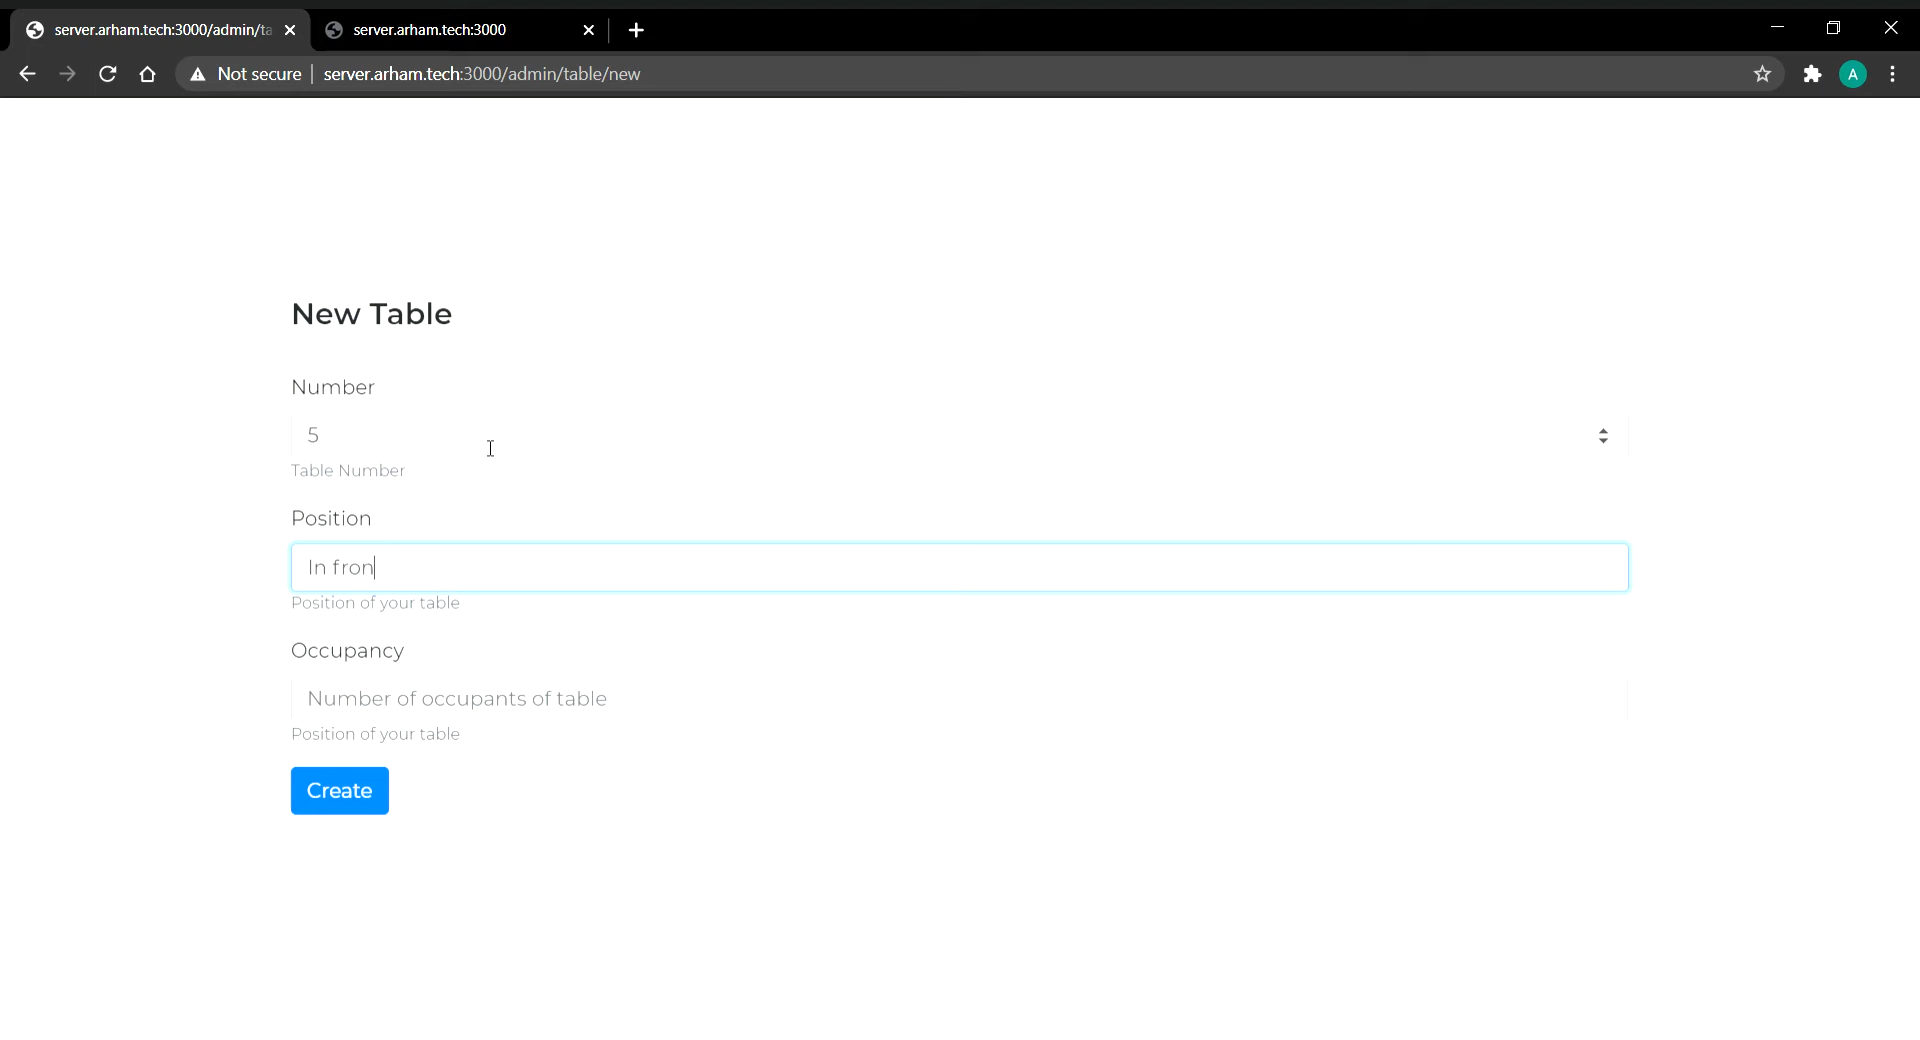 server.arham.tech:3000/admin/ta
server.arham.tech:3000
Not secure
server.arham.tech:3000/admin/table/new
A
New Table
Number
5
Table Number
Position
In fron
Position of your table
Occupancy
Number of occupants of table
Position of your table
Create